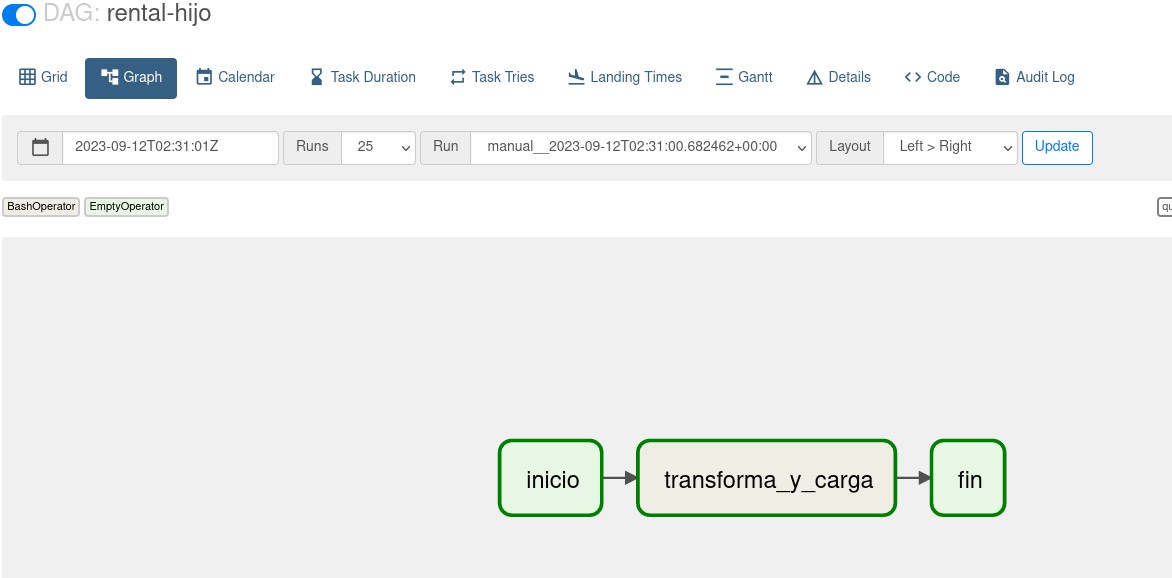 DAG: rental-hijo
Grid Graph Calendar Task Duration Task Tries Landing Times Gantt Details Code Audit Log
2023-09-12T02:31:01Z Runs 25 Run manual__2023-09-12T02:31:00.682462+00:00 Layout Left > Right Update
BashOperator EmptyOperator qu
inicio transforma_y_carga fin